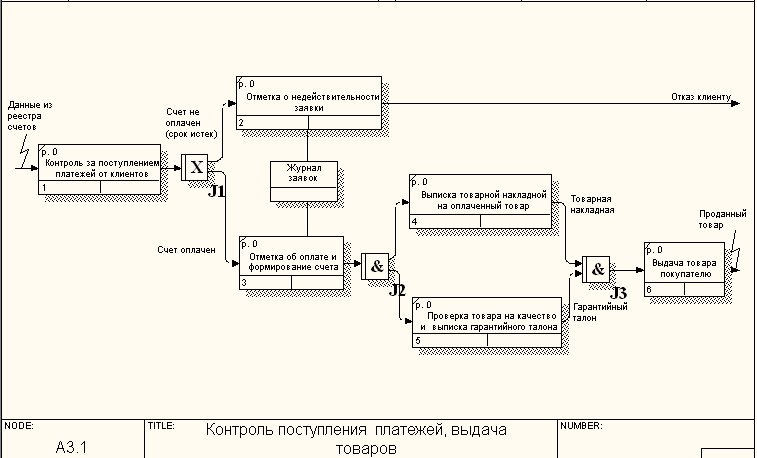 Данные из
реестра
счетов
р. 0
Контроль за поступлением
платежей от клиентов
1
X
J1
Счет не
оплачен
(срок истек)
р. 0
Отметка о недействительности
заявки
2
Отказ клиенту
Журнал
заявок
Счет оплачен
р. 0
Отметка об оплате и
формирование счета
3
&
J2
р. 0
Выписка товарной накладной
на оплаченный товар
4
Товарная
накладная
р. 0
Проверка товара на качество
и выписка гарантийного талона
5
Гарантийный
талон
&
J3
р. 0
Выдача товара
покупателю
6
Проданный
товар
NODE:
А3.1
TITLE:
Контроль поступления платежей, выдача
товаров
NUMBER: